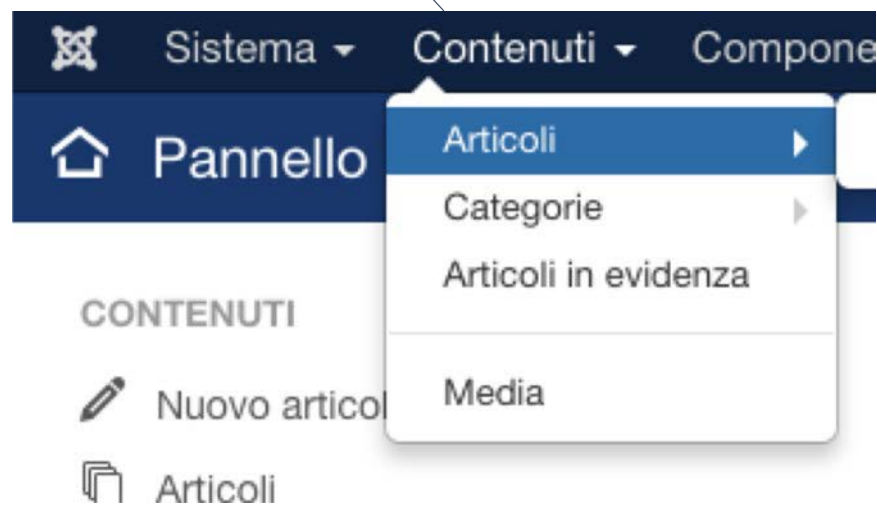 Sistema Contenuti Compone
Pannello
Articoli
Categorie
Articoli in evidenza
Media
CONTENUTI
Nuovo articol
Articoli